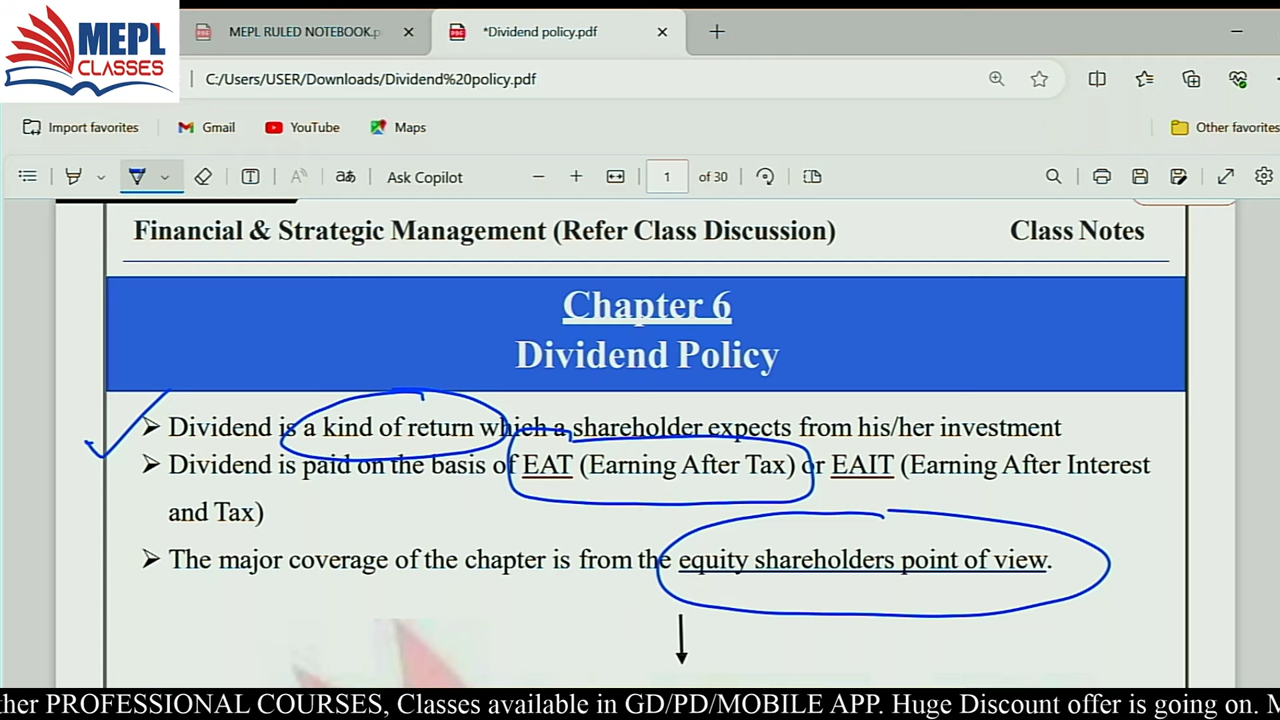 MEPL
CLASSES
MEPL RULED NOTEBOOK.p
*Dividend policy.pdf
C:/Users/USER/Downloads/Dividend%20policy.pdf
Import favorites
Gmail
YouTube
Maps
Other favorites
Ask Copilot
1
of 30
Financial & Strategic Management (Refer Class Discussion)
Class Notes
Chapter 6
Dividend Policy
➢ Dividend is a kind of return which a shareholder expects from his/her investment
➢ Dividend is paid on the basis of EAT (Earning After Tax) or EAIT (Earning After Interest
and Tax)
➢ The major coverage of the chapter is from the equity shareholders point of view.
ther PROFESSIONAL COURSES, Classes available in GD/PD/MOBILE APP. Huge Discount offer is going on. M